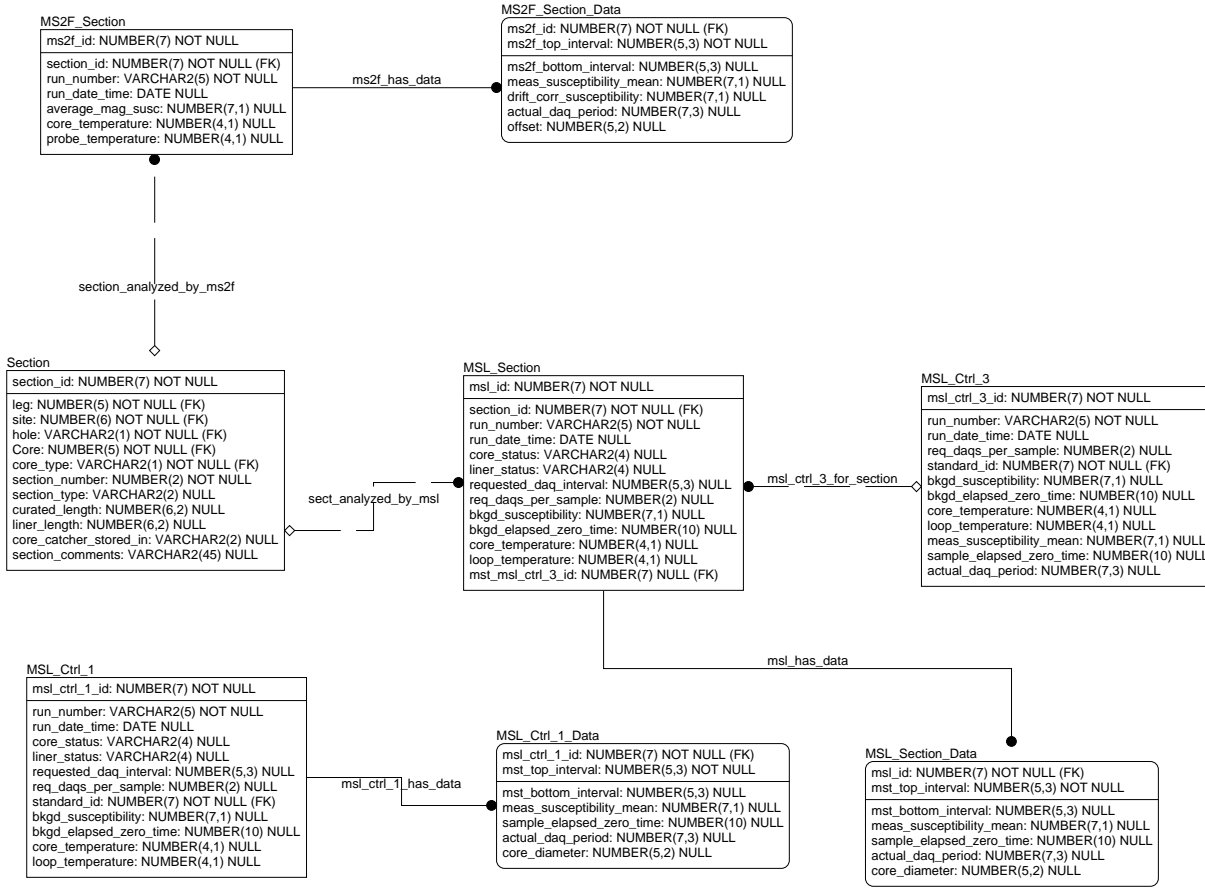 MS2F_Section
ms2f_id: NUMBER(7) NOT NULL
section_id: NUMBER(7) NOT NULL (FK)
run_number: VARCHAR2(5) NOT NULL
run_date_time: DATE NULL
average_mag_susc: NUMBER(7,1) NULL
core_temperature: NUMBER(4,1) NULL
probe_temperature: NUMBER(4,1) NULL
ms2f_has_data
MS2F_Section_Data
ms2f_id: NUMBER(7) NOT NULL (FK)
ms2f_top_interval: NUMBER(5,3) NOT NULL
ms2f_bottom_interval: NUMBER(5,3) NULL
meas_susceptibility_mean: NUMBER(7,1) NULL
drift_corr_susceptibility: NUMBER(7,1) NULL
actual_daq_period: NUMBER(7,3) NULL
offset: NUMBER(5,2) NULL
section_analyzed_by_ms2f
Section
section_id: NUMBER(7) NOT NULL
leg: NUMBER(5) NOT NULL (FK)
site: NUMBER(6) NOT NULL (FK)
hole: VARCHAR2(1) NOT NULL (FK)
Core: NUMBER(5) NOT NULL (FK)
core_type: VARCHAR2(1) NOT NULL (FK)
section_number: NUMBER(2) NOT NULL
section_type: VARCHAR2(2) NULL
curated_length: NUMBER(6,2) NULL
liner_length: NUMBER(6,2) NULL
core_catcher_stored_in: VARCHAR2(2) NULL
section_comments: VARCHAR2(45) NULL
sect_analyzed_by_msl
MSL_Section
msl_id: NUMBER(7) NOT NULL
section_id: NUMBER(7) NOT NULL (FK)
run_number: VARCHAR2(5) NOT NULL
run_date_time: DATE NULL
core_status: VARCHAR2(4) NULL
liner_status: VARCHAR2(4) NULL
requested_daq_interval: NUMBER(5,3) NULL
req_daqs_per_sample: NUMBER(2) NULL
bkgd_susceptibility: NUMBER(7,1) NULL
bkgd_elapsed_zero_time: NUMBER(10) NULL
core_temperature: NUMBER(4,1) NULL
loop_temperature: NUMBER(4,1) NULL
mst_msl_ctrl_3_id: NUMBER(7) NULL (FK)
msl_ctrl_3_for_section
MSL_Ctrl_3
msl_ctrl_3_id: NUMBER(7) NOT NULL
run_number: VARCHAR2(5) NOT NULL
run_date_time: DATE NULL
req_daqs_per_sample: NUMBER(2) NULL
standard_id: NUMBER(7) NOT NULL (FK)
bkgd_susceptibility: NUMBER(7,1) NULL
bkgd_elapsed_zero_time: NUMBER(10) NULL
core_temperature: NUMBER(4,1) NULL
loop_temperature: NUMBER(4,1) NULL
meas_susceptibility_mean: NUMBER(7,1) NULL
sample_elapsed_zero_time: NUMBER(10) NULL
actual_daq_period: NUMBER(7,3) NULL
msl_has_data
MSL_Ctrl_1
msl_ctrl_1_id: NUMBER(7) NOT NULL
run_number: VARCHAR2(5) NOT NULL
run_date_time: DATE NULL
core_status: VARCHAR2(4) NULL
liner_status: VARCHAR2(4) NULL
requested_daq_interval: NUMBER(5,3) NULL
req_daqs_per_sample: NUMBER(2) NULL
standard_id: NUMBER(7) NOT NULL (FK)
bkgd_susceptibility: NUMBER(7,1) NULL
bkgd_elapsed_zero_time: NUMBER(10) NULL
core_temperature: NUMBER(4,1) NULL
loop_temperature: NUMBER(4,1) NULL
msl_ctrl_1_has_data
MSL_Ctrl_1_Data
msl_ctrl_1_id: NUMBER(7) NOT NULL (FK)
mst_top_interval: NUMBER(5,3) NOT NULL
mst_bottom_interval: NUMBER(5,3) NULL
meas_susceptibility_mean: NUMBER(7,1) NULL
sample_elapsed_zero_time: NUMBER(10) NULL
actual_daq_period: NUMBER(7,3) NULL
core_diameter: NUMBER(5,2) NULL
MSL_Section_Data
msl_id: NUMBER(7) NOT NULL (FK)
mst_top_interval: NUMBER(5,3) NOT NULL
mst_bottom_interval: NUMBER(5,3) NULL
meas_susceptibility_mean: NUMBER(7,1) NULL
sample_elapsed_zero_time: NUMBER(10) NULL
actual_daq_period: NUMBER(7,3) NULL
core_diameter: NUMBER(5,2) NULL